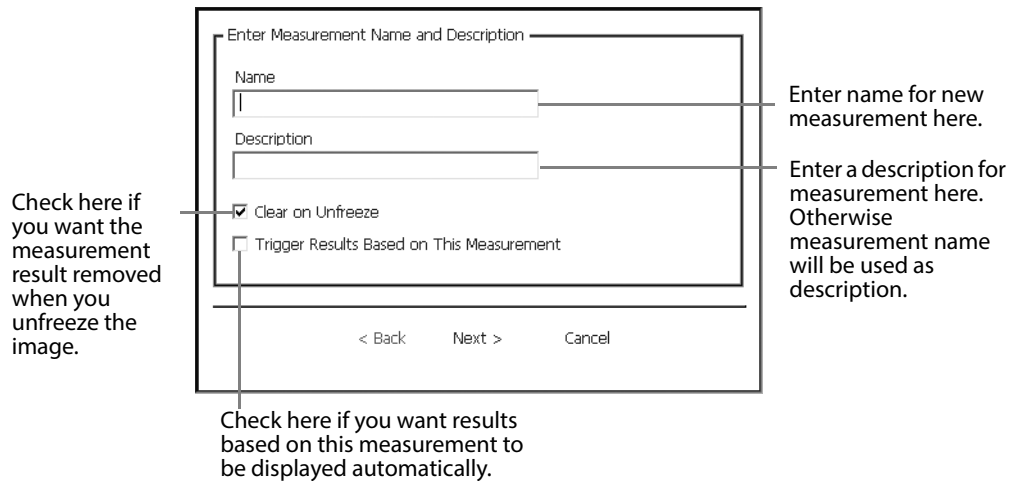 Enter Measurement Name and Description
Name
Description
Clear on Unfreeze
Trigger Results Based on This Measurement
< Back Next > Cancel
Enter name for new
measurement here.
Enter a description for
measurement here.
Otherwise
measurement name
will be used as
description.
Check here if
you want the
measurement
result removed
when you
unfreeze the
image.
Check here if you want results
based on this measurement to
be displayed automatically.